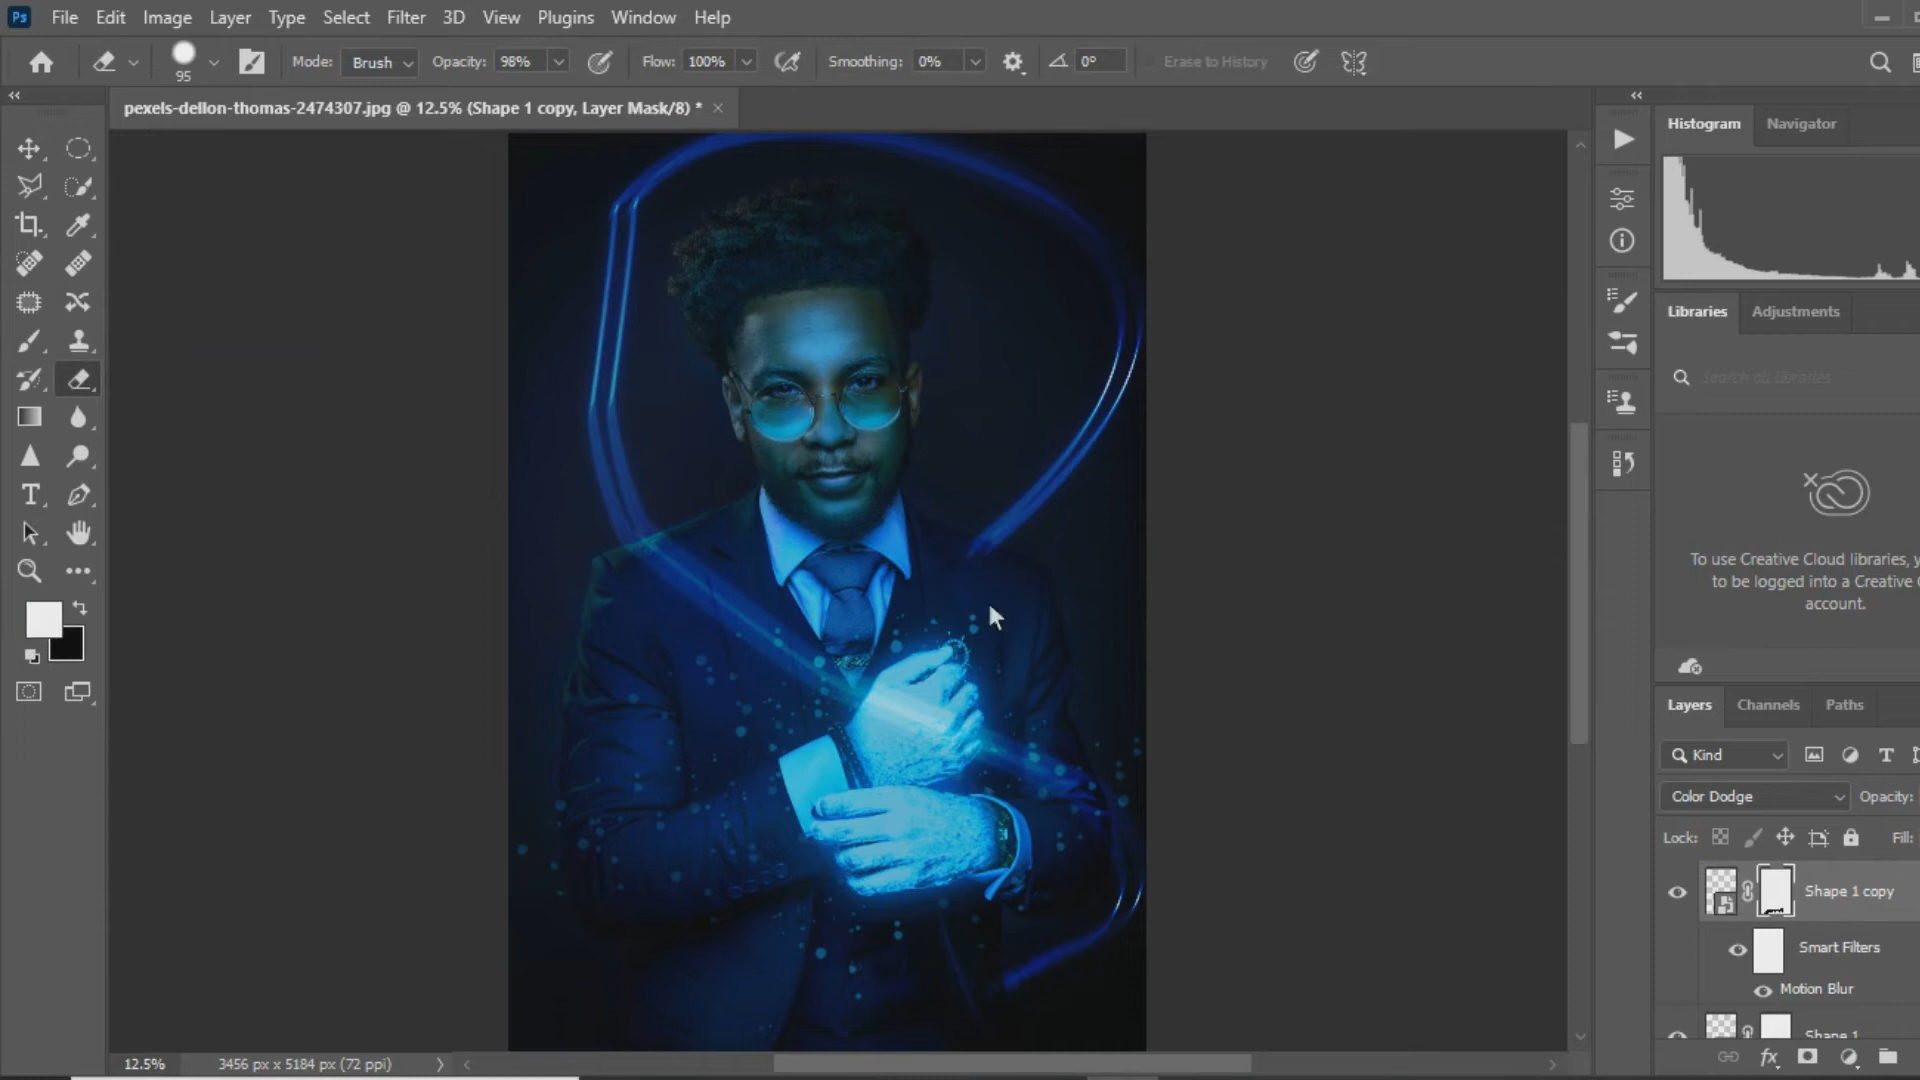 Ps File Edit Image Layer Type Select Filter 3D View Plugins Window Help
95 Mode: Brush Opacity: 98% Flow: 100% Smoothing: 0% 0° Erase to History
pexels-dellon-thomas-2474307.jpg @ 12.5% (Shape 1 copy, Layer Mask/8) * ×
Histogram Navigator
Libraries Adjustments
Search all libraries
To use Creative Cloud libraries, y
to be logged into a Creative C
account.
Layers Channels Paths
Kind
Color Dodge Opacity:
Lock: Fill:
Shape 1 copy
Smart Filters
Motion Blur
Shape 1
fx
12.5% 3456 px x 5184 px (72 ppi)